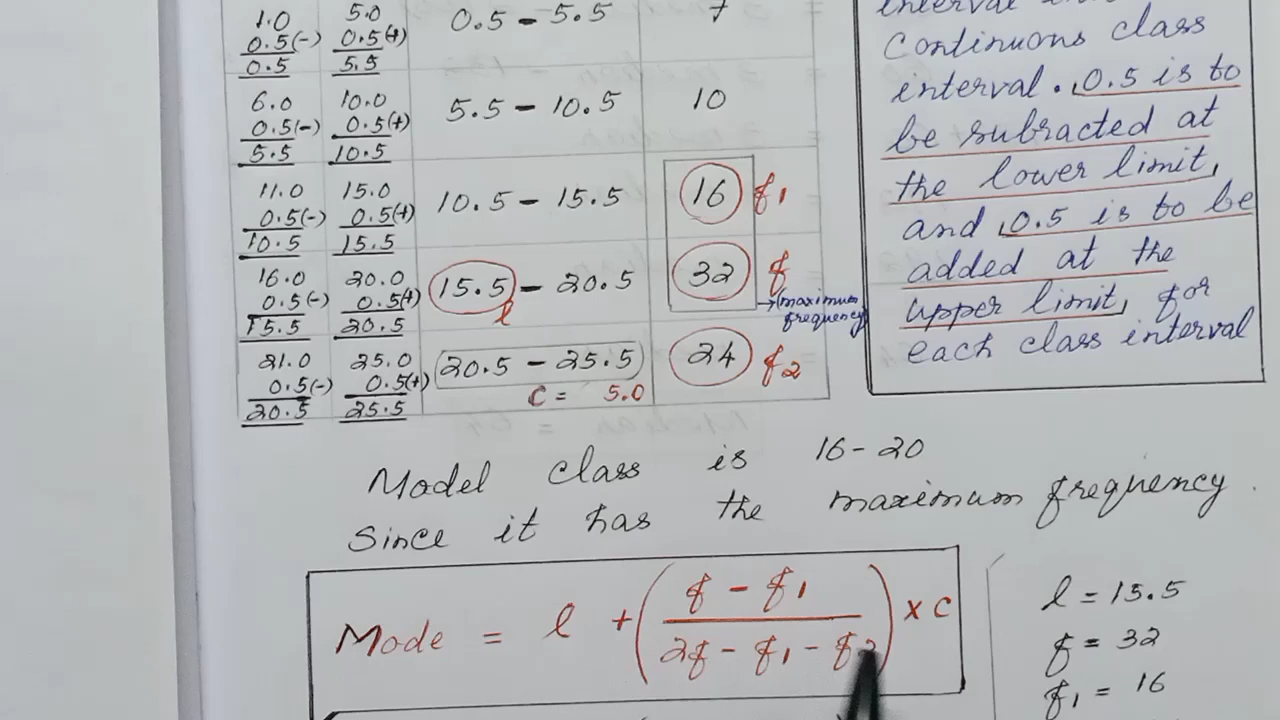 1.0 5.0 0.5 - 5.5 7
0.5(-) 0.5(+)
0.5 5.5
6.0 10.0 5.5 - 10.5 10
0.5(-) 0.5(+)
5.5 10.5
11.0 15.0 10.5 - 15.5 16 f1
0.5(-) 0.5(+)
10.5 15.5
16.0 20.0 15.5 - 20.5 32 f
0.5(-) 0.5(+) l → (maximum
15.5 20.5 frequency)
21.0 25.0 20.5 - 25.5 24 f2
0.5(-) 0.5(+) C = 5.0
20.5 25.5
interval
Continuous class
interval. 0.5 is to
be subracted at
the lower limit,
and 0.5 is to be
added at the
upper limit, for
each class interval
Model class is 16-20
Since it has the maximum frequency.
Mode = l + (f - f1 / 2f - f1 - f2) × C
l = 15.5
f = 32
f1 = 16